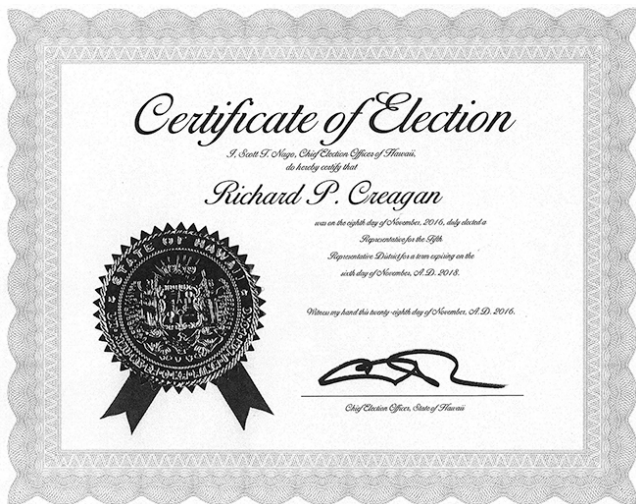 Certificate of Election
I, Scott T. Nago, Chief Election Officer of Hawaii,
do hereby certify that
Richard P. Creagan
was on the eighth day of November, 2016, duly elected a
Representative for the Fifth
Representative District for a term expiring on the
sixth day of November, A.D. 2018.
Witness my hand this twenty-eighth day of November, A.D. 2016.
STATE OF HAWAII
Chief Election Officer, State of Hawaii